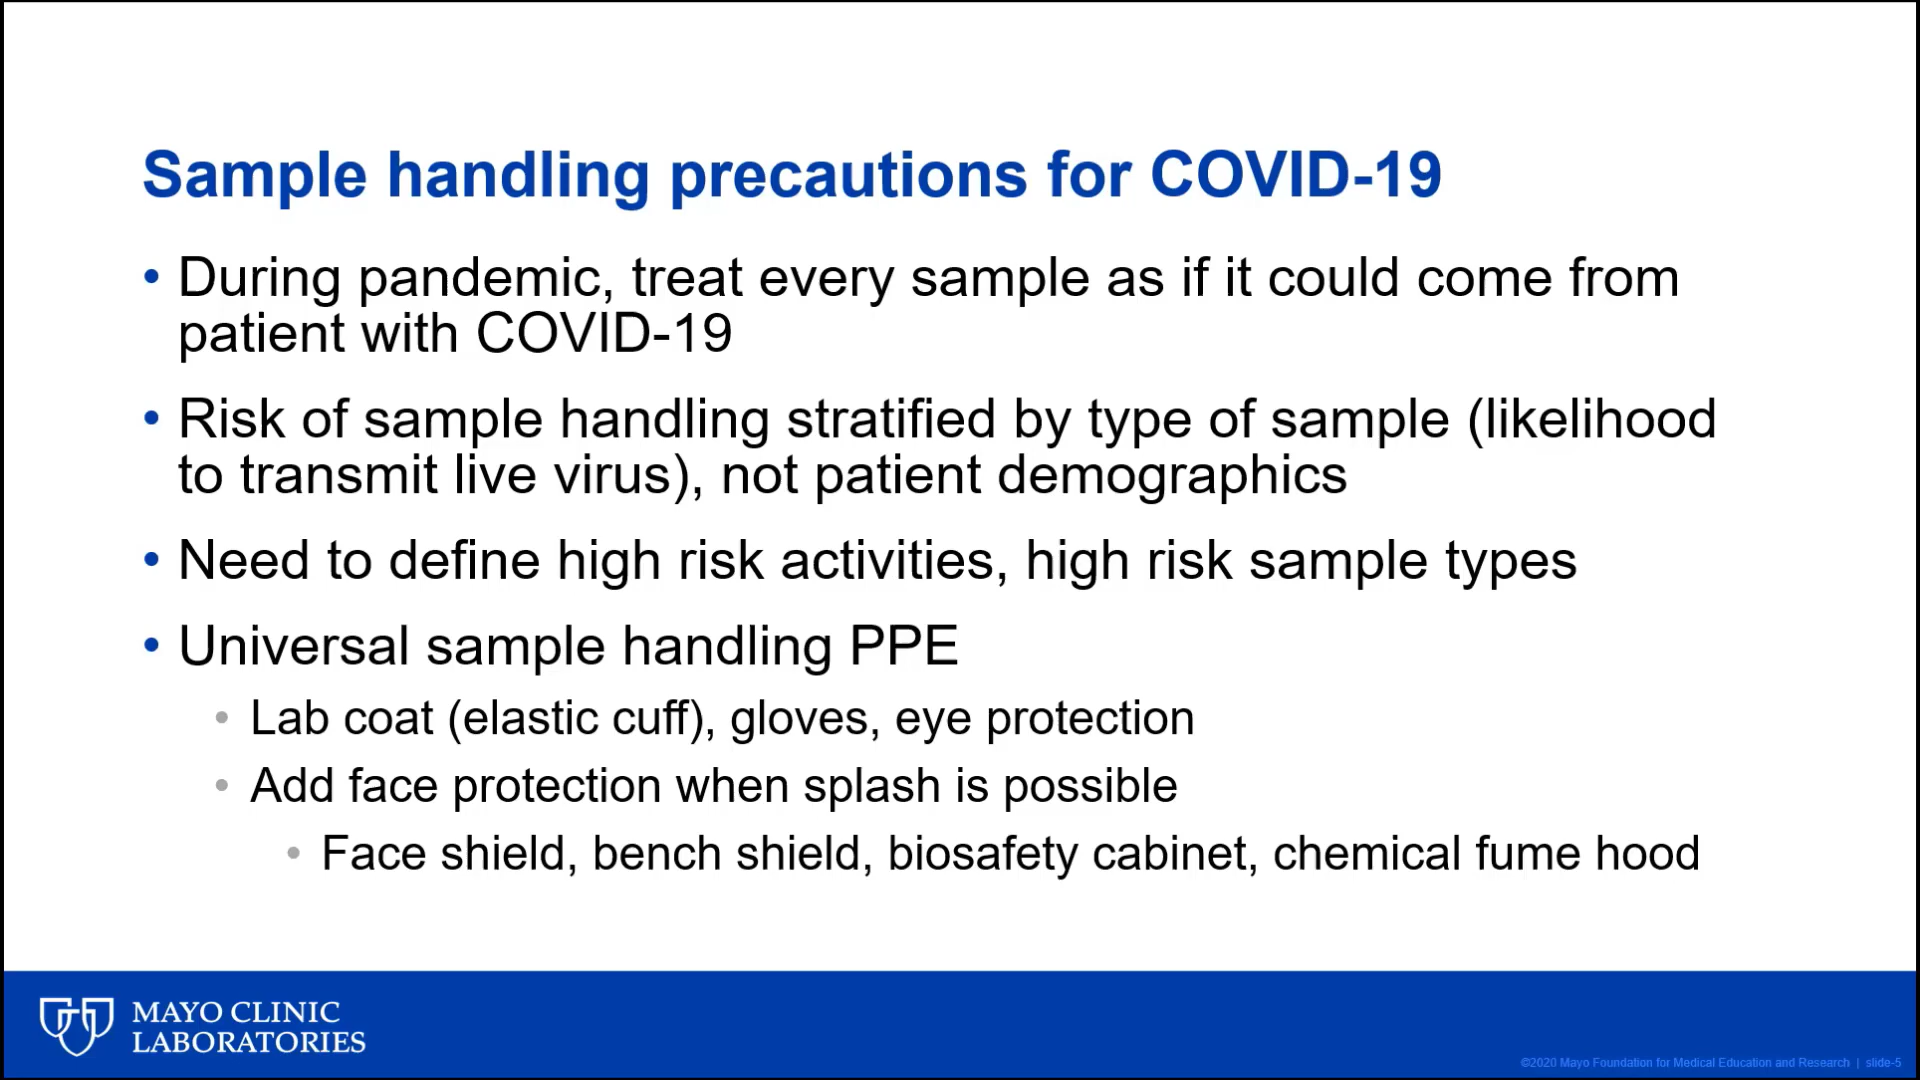 Sample handling precautions for COVID-19
• During pandemic, treat every sample as if it could come from
patient with COVID-19
• Risk of sample handling stratified by type of sample (likelihood
to transmit live virus), not patient demographics
• Need to define high risk activities, high risk sample types
• Universal sample handling PPE
• Lab coat (elastic cuff), gloves, eye protection
• Add face protection when splash is possible
• Face shield, bench shield, biosafety cabinet, chemical fume hood
MAYO CLINIC
LABORATORIES
©2020 Mayo Foundation for Medical Education and Research | slide-5